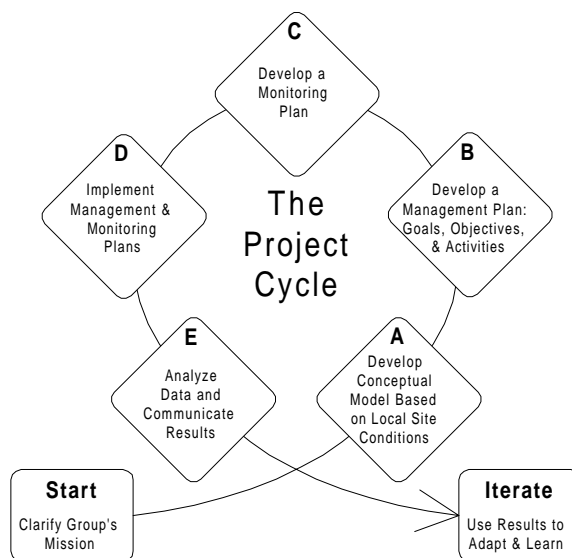 C
Develop a
Monitoring
Plan
D
Implement
Management &
Monitoring
Plans
The
Project
Cycle
B
Develop a
Management Plan:
Goals, Objectives,
& Activities
E
Analyze
Data and
Communicate
Results
A
Develop
Conceptual
Model Based
on Local Site
Conditions
Start
Clarify Group's
Mission
Iterate
Use Results to
Adapt & Learn